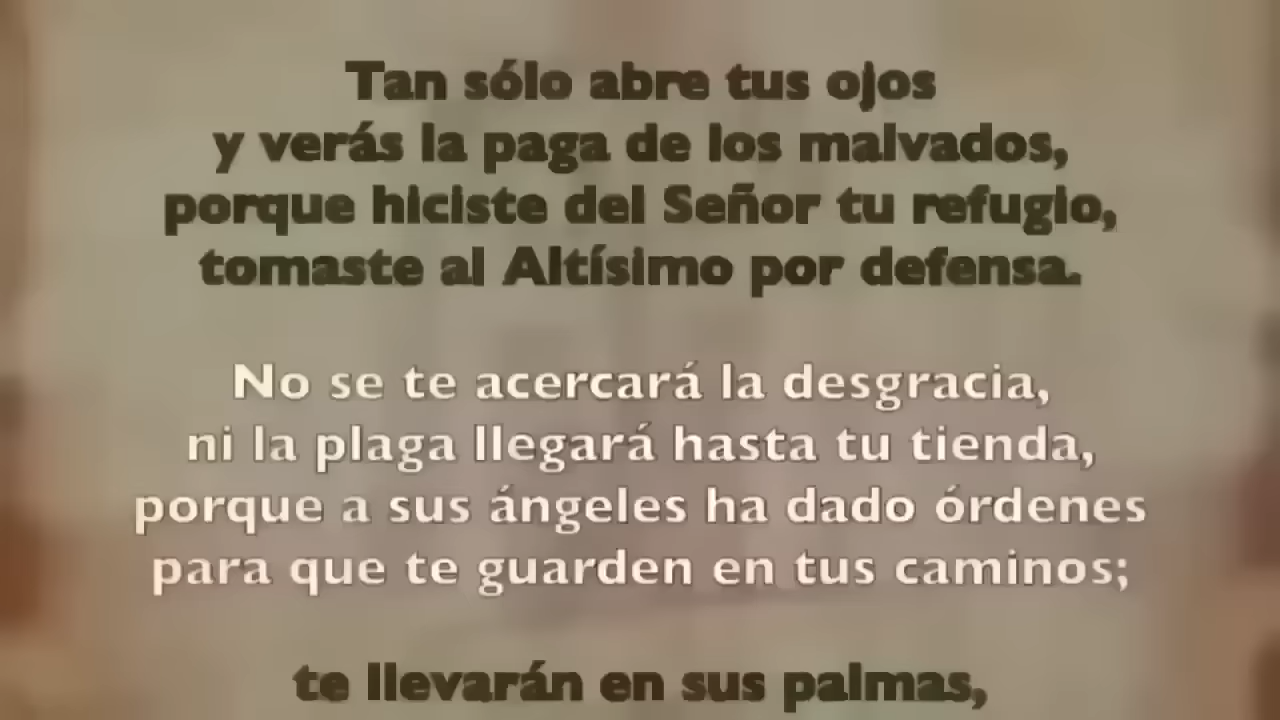 Tan sólo abre tus ojos
y verás la paga de los malvados,
porque hiciste del Señor tu refugio,
tomaste al Altísimo por defensa.
No se te acercará la desgracia,
ni la plaga llegará hasta tu tienda,
porque a sus ángeles ha dado órdenes
para que te guarden en tus caminos;
te llevarán en sus palmas,